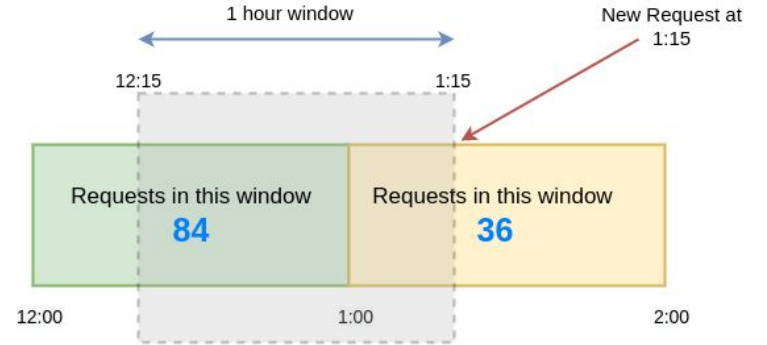 1 hour window
New Request at
1:15
12:15
1:15
Requests in this window
84
Requests in this window
36
12:00
1:00
2:00